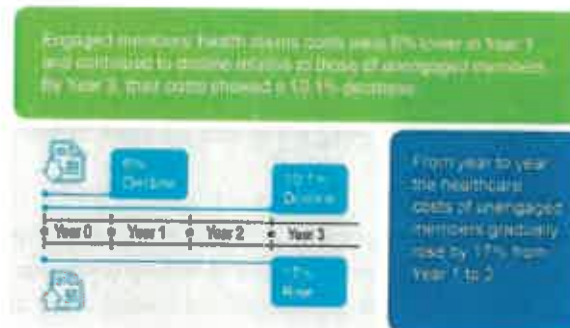 Engaged members' health claims costs were 6% lower in Year 1
and continued to decline relative to those of unengaged members.
By Year 3, their costs showed a 10.1% decrease.
6%
Decline
10.1%
Decline
Year 0 Year 1 Year 2 Year 3
17%
Rise
From year to year
the healthcare
costs of unengaged
members gradually
rose by 17% from
Year 1 to 3